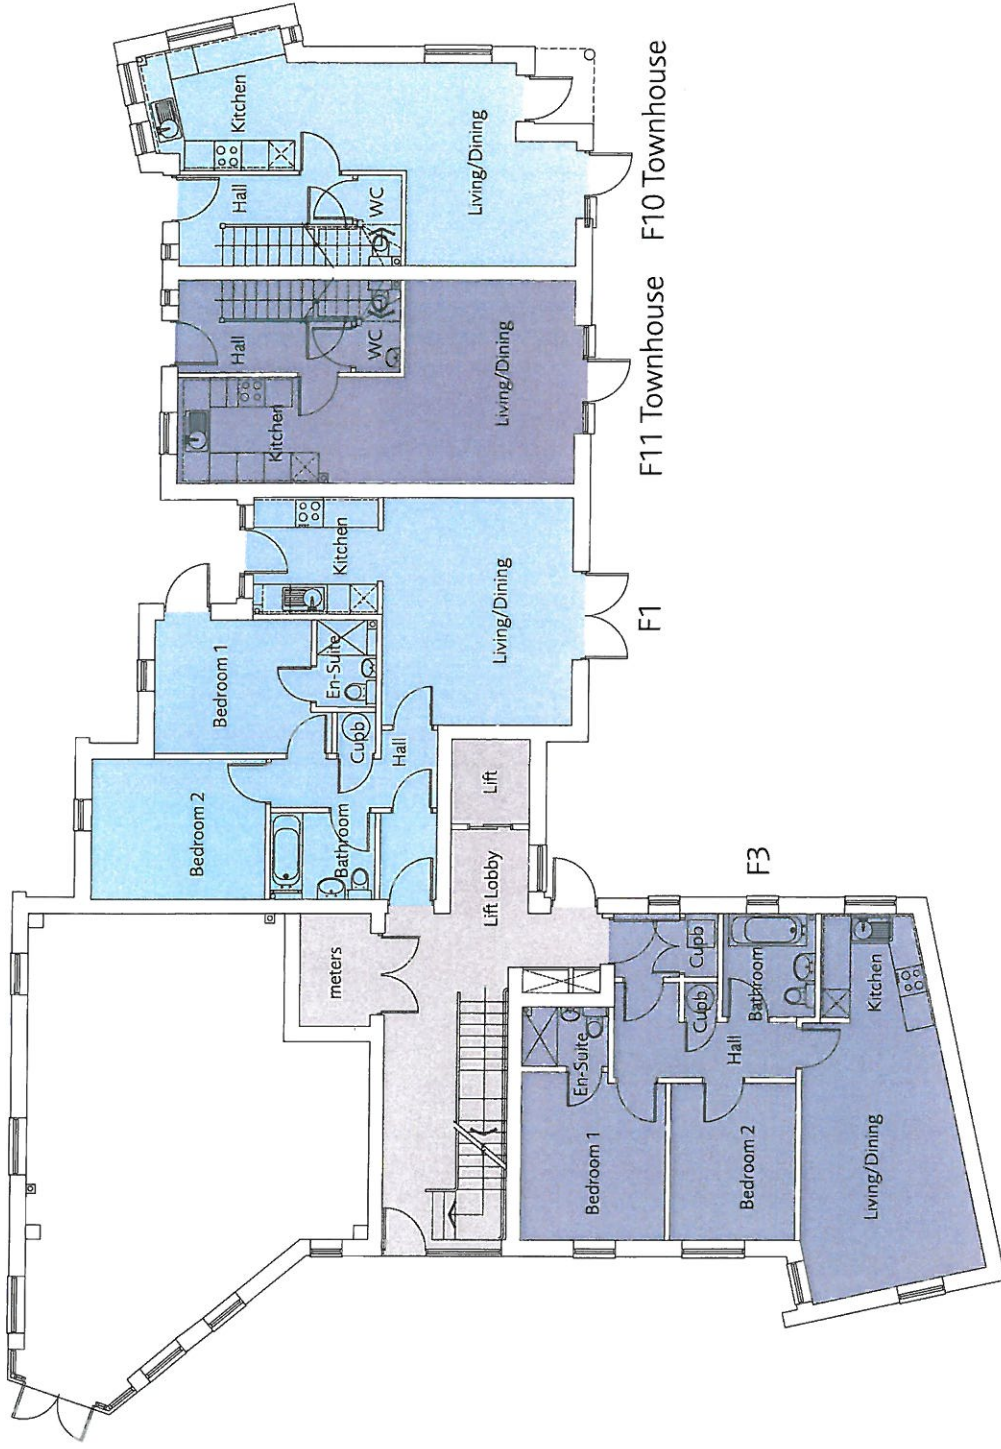 meters
Lift Lobby
Lift
Bedroom 2
Bathroom
Bedroom 1
En-Suite
Cupb
Hall
Kitchen
Living/Dining
F1
Kitchen
Hall
WC
Living/Dining
F11 Townhouse
Hall
Kitchen
WC
Living/Dining
F10 Townhouse
Bedroom 1
En-Suite
Bedroom 2
Hall
Cupb
Cupb
Bathroom
Kitchen
Living/Dining
F3